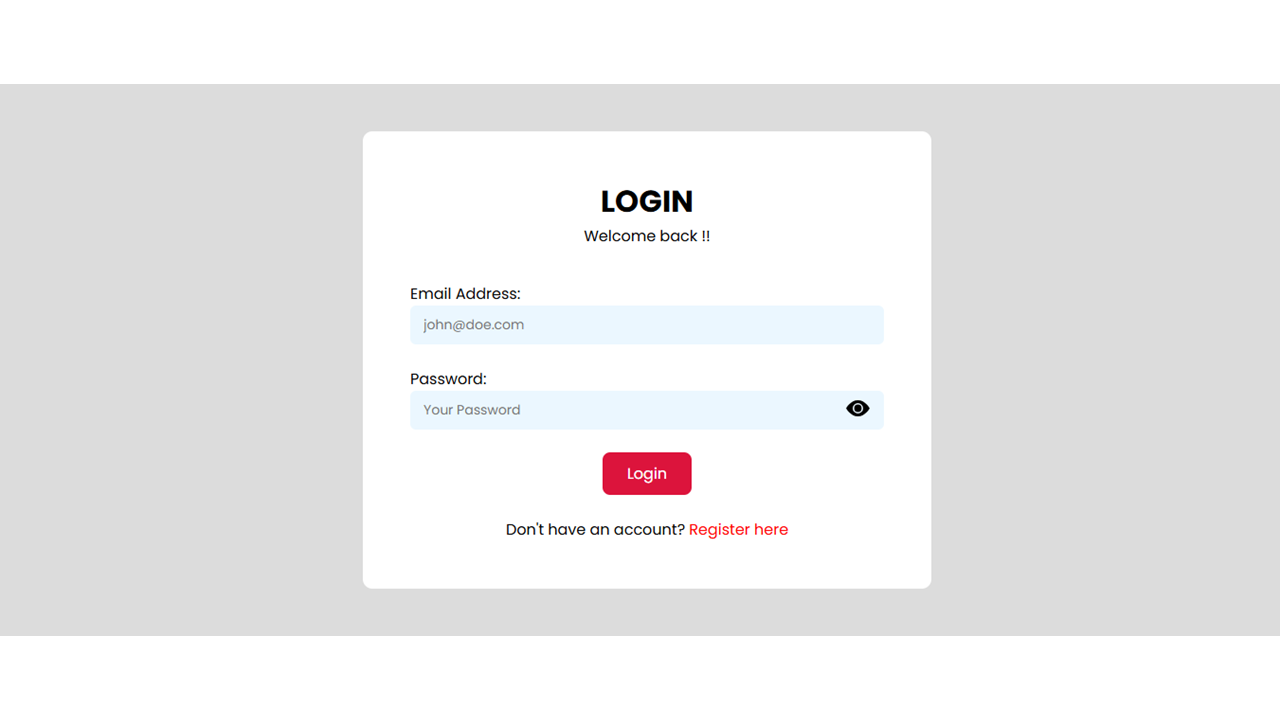 LOGIN
Welcome back !!
Email Address:
john@doe.com
Password:
Your Password
Login
Don't have an account? Register here